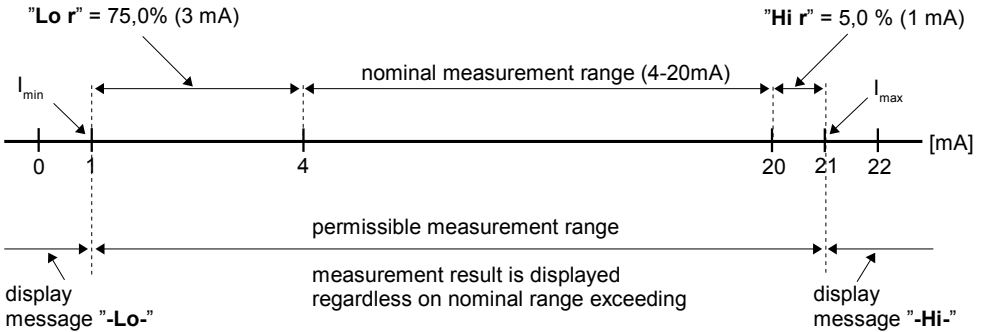 "Lo r" = 75,0% (3 mA)
"Hi r" = 5,0 % (1 mA)
nominal measurement range (4-20mA)
Imin
Imax
[mA]
0 1 4 20 21 22
permissible measurement range
measurement result is displayed
regardless on nominal range exceeding
display
message "-Lo-"
display
message "-Hi-"